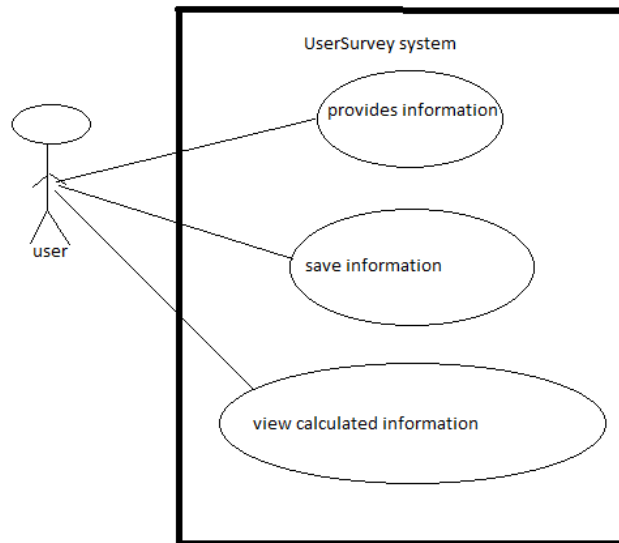 UserSurvey system
provides information
user
save information
view calculated information